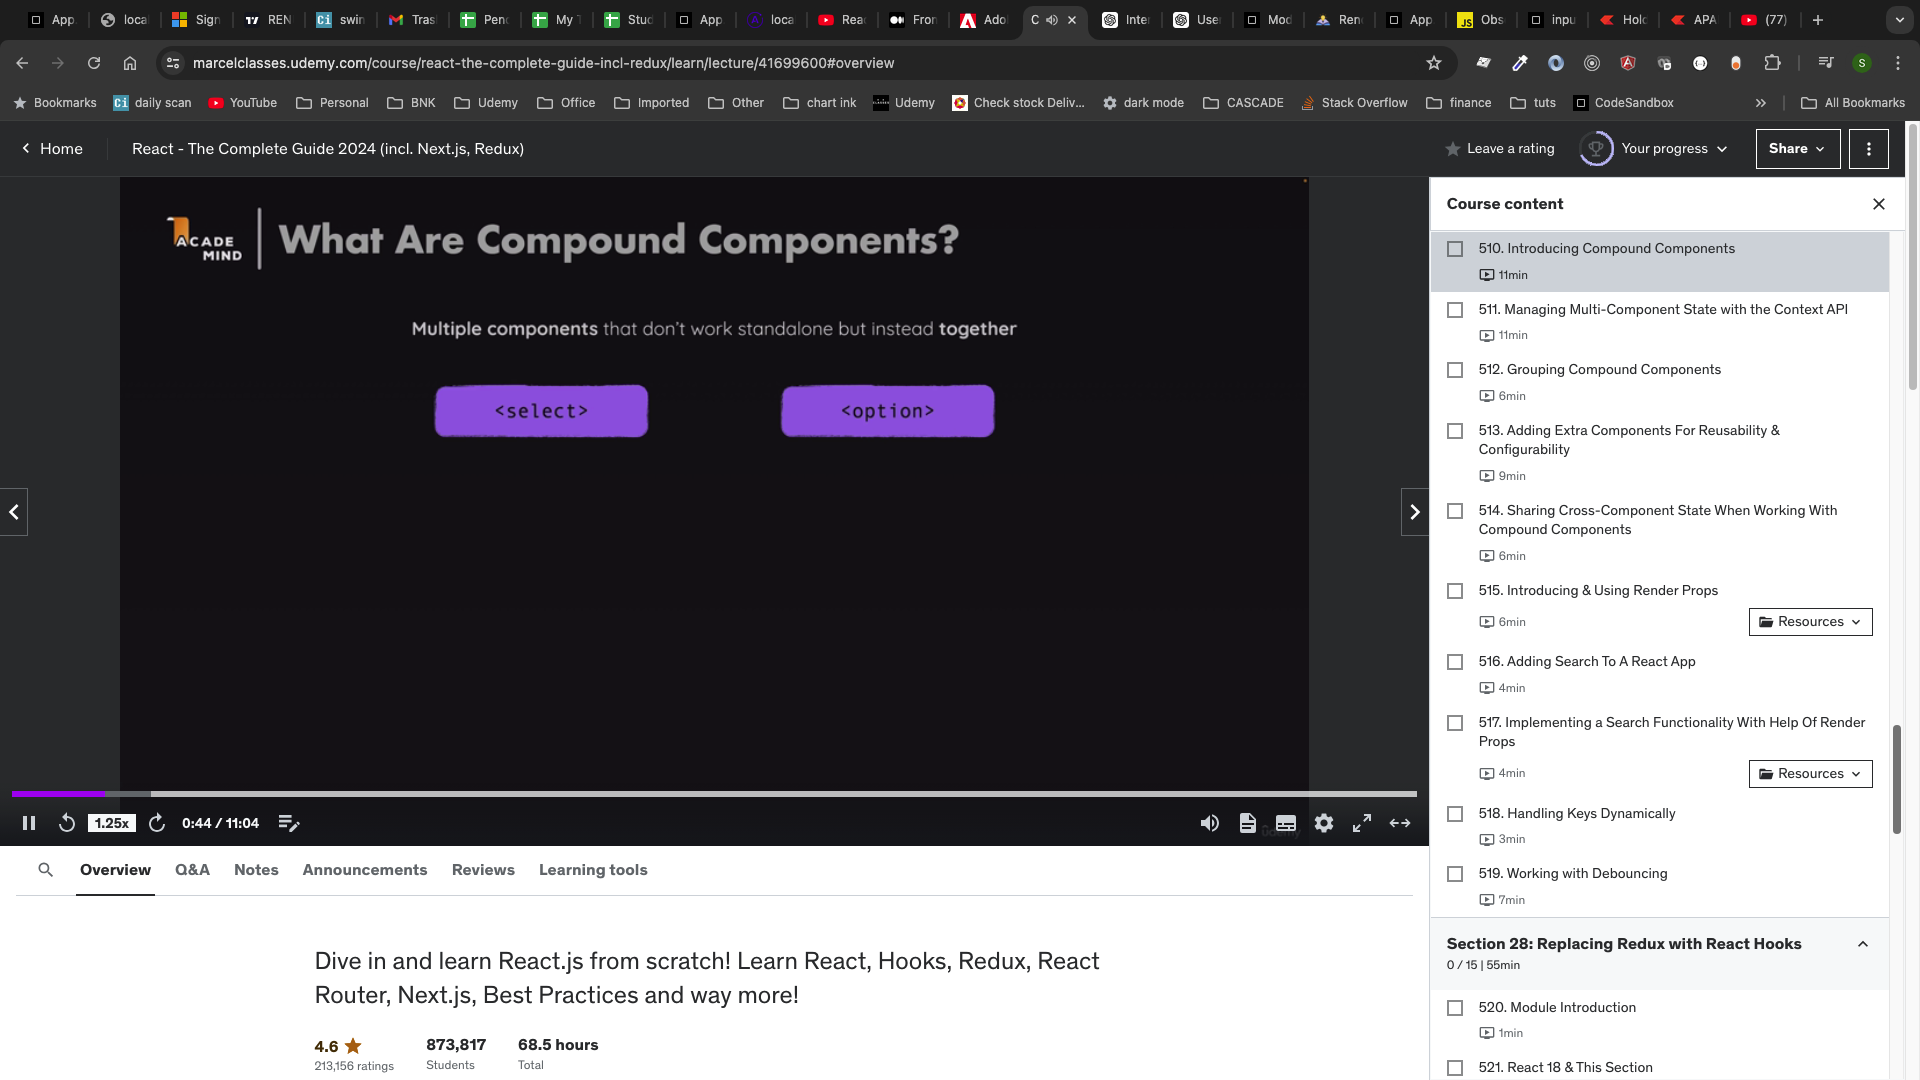 App.
local
Sign
REN
swin
Tras
Pend
My T
Stud
App
loca
Rea
Fron
Ado
C
Inte
User
Mod
Ren
App.
JS
Obs
inpu
Hold
APA
(77)
marcelclasses.udemy.com/course/react-the-complete-guide-incl-redux/learn/lecture/41699600#overview
S
Bookmarks
Ci daily scan
YouTube
Personal
BNK
Udemy
Office
Imported
Other
chart ink
Udemy
Check stock Deliv...
dark mode
CASCADE
Stack Overflow
finance
tuts
CodeSandbox
All Bookmarks
Home
React - The Complete Guide 2024 (incl. Next.js, Redux)
Leave a rating
Your progress
Share
ACADE
MIND
What Are Compound Components?
Multiple components that don't work standalone but instead together
<select>
<option>
1.25x
0:44 / 11:04
udemy
Course content
510. Introducing Compound Components
11min
511. Managing Multi-Component State with the Context API
11min
512. Grouping Compound Components
6min
513. Adding Extra Components For Reusability &
Configurability
9min
514. Sharing Cross-Component State When Working With
Compound Components
6min
515. Introducing & Using Render Props
6min
Resources
516. Adding Search To A React App
4min
517. Implementing a Search Functionality With Help Of Render
Props
4min
Resources
518. Handling Keys Dynamically
3min
519. Working with Debouncing
7min
Section 28: Replacing Redux with React Hooks
0 / 15 | 55min
520. Module Introduction
1min
521. React 18 & This Section
Overview
Q&A
Notes
Announcements
Reviews
Learning tools
Dive in and learn React.js from scratch! Learn React, Hooks, Redux, React
Router, Next.js, Best Practices and way more!
4.6
213,156 ratings
873,817
Students
68.5 hours
Total